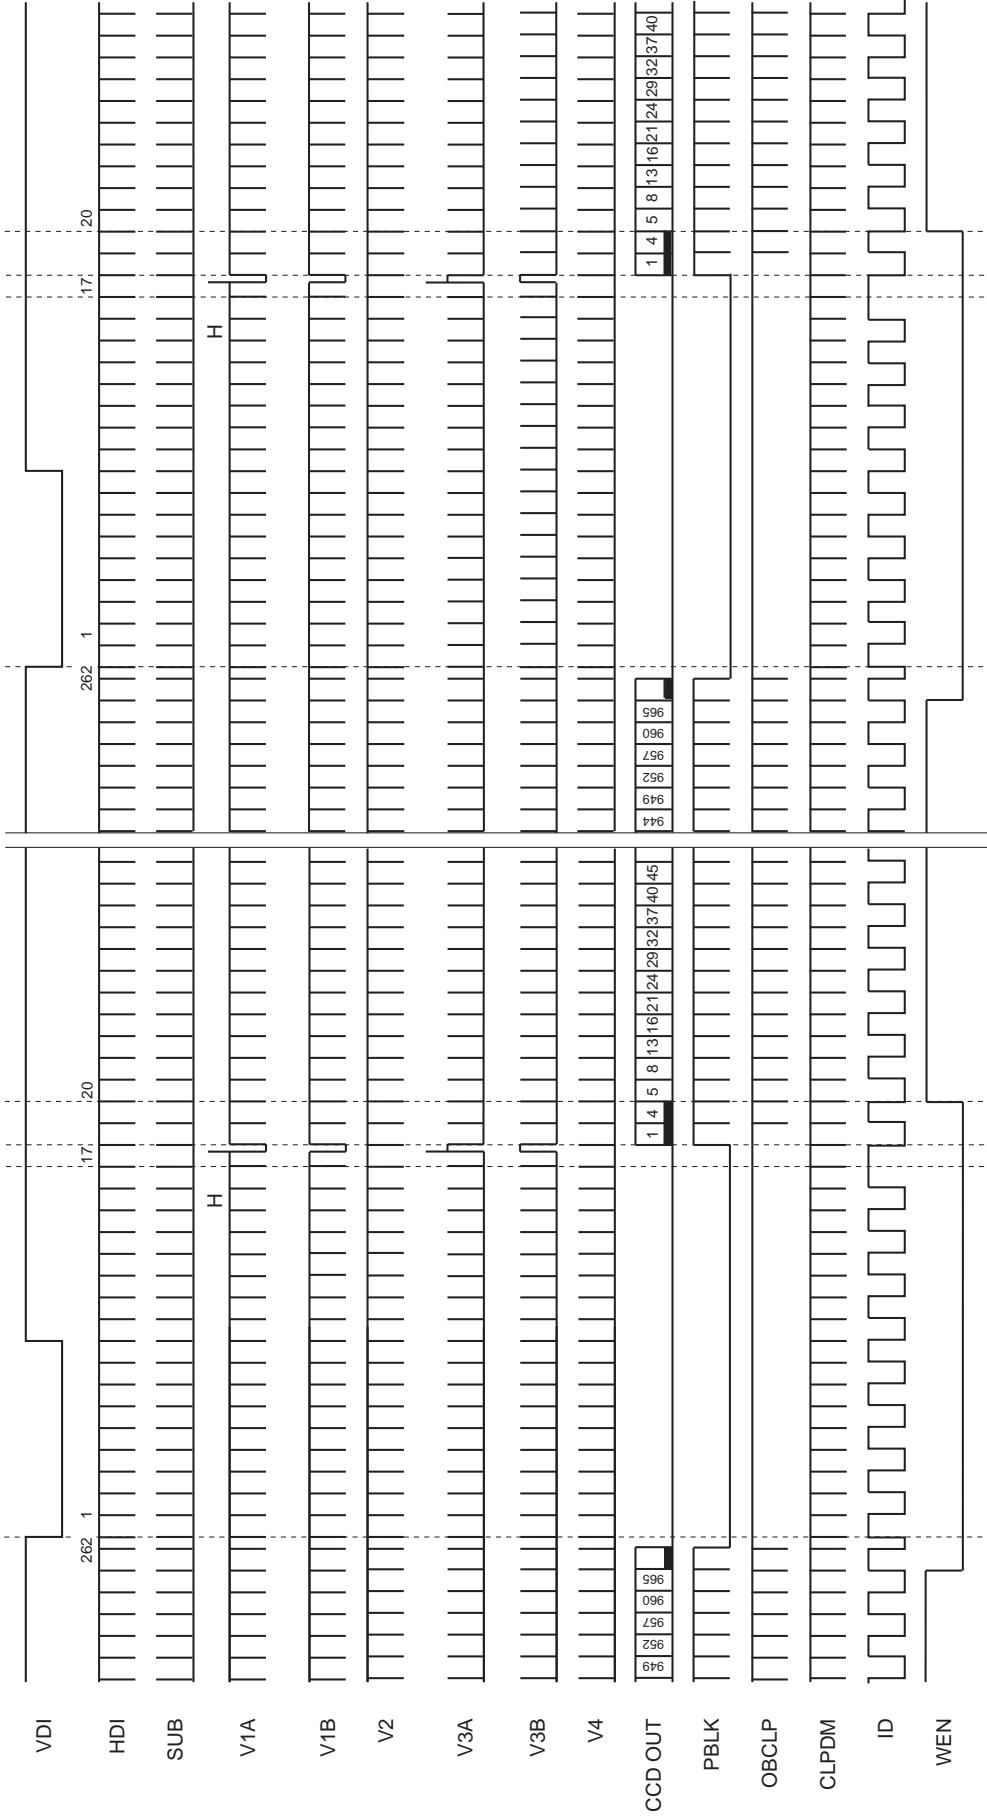 VDI
262 1 17 20 262 1 17 20
HDI
SUB
H H
V1A
V1B
V2
V3A
V3B
V4
CCD OUT 949 952 957 960 965 1 4 5 8 13 16 21 24 29 32 37 40 45 944 949 952 957 960 965 1 4 5 8 13 16 21 24 29 32 37 40
PBLK
OBCLP
CLPDM
ID
WEN